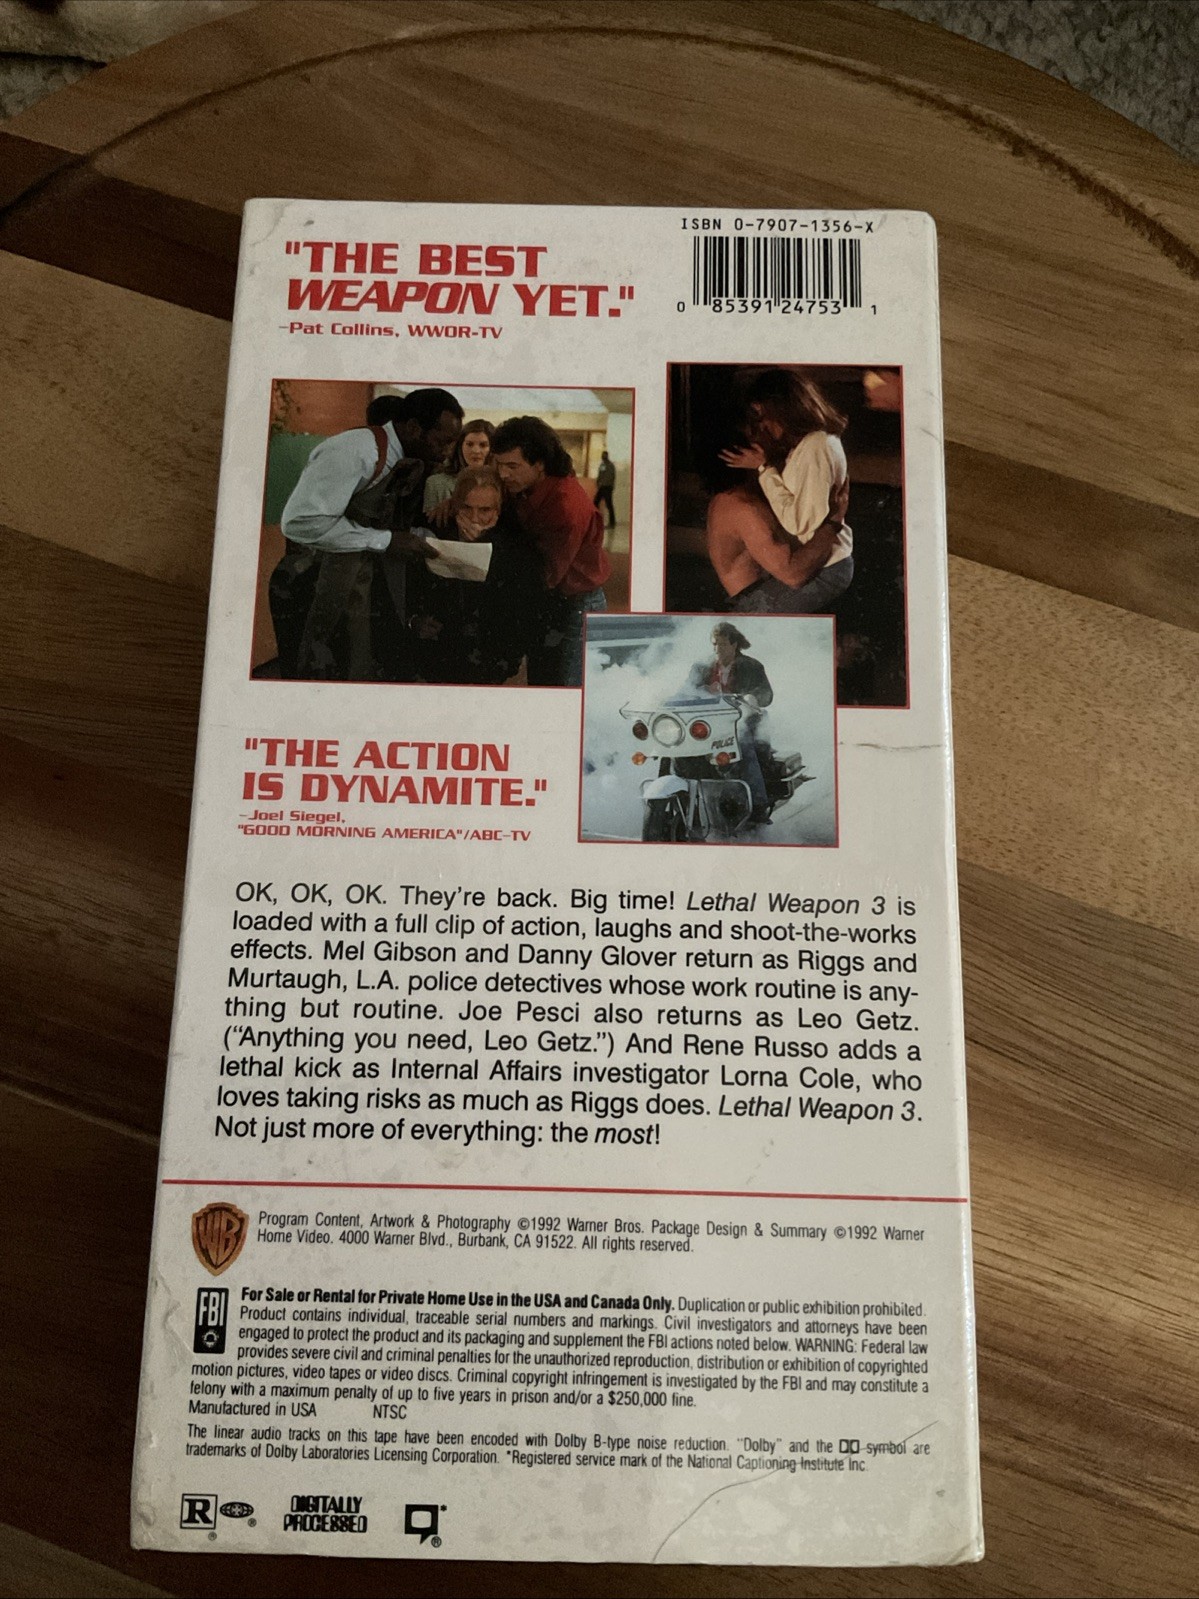 ISBN 0-7907-1356-X
0 85391 24753 1
"THE BEST
WEAPON YET."
–Pat Collins, WWOR-TV
POLICE
"THE ACTION
IS DYNAMITE."
–Joel Siegel,
"GOOD MORNING AMERICA"/ABC-TV
OK, OK, OK. They're back. Big time! Lethal Weapon 3 is
loaded with a full clip of action, laughs and shoot-the-works
effects. Mel Gibson and Danny Glover return as Riggs and
Murtaugh, L.A. police detectives whose work routine is any-
thing but routine. Joe Pesci also returns as Leo Getz.
("Anything you need, Leo Getz.") And Rene Russo adds a
lethal kick as Internal Affairs investigator Lorna Cole, who
loves taking risks as much as Riggs does. Lethal Weapon 3.
Not just more of everything: the most!
WB
Program Content, Artwork & Photography ©1992 Warner Bros. Package Design & Summary ©1992 Warner
Home Video. 4000 Warner Blvd., Burbank, CA 91522. All rights reserved.
FBI
For Sale or Rental for Private Home Use in the USA and Canada Only. Duplication or public exhibition prohibited.
Product contains individual, traceable serial numbers and markings. Civil investigators and attorneys have been
engaged to protect the product and its packaging and supplement the FBI actions noted below. WARNING: Federal law
provides severe civil and criminal penalties for the unauthorized reproduction, distribution or exhibition of copyrighted
motion pictures, video tapes or video discs. Criminal copyright infringement is investigated by the FBI and may constitute a
felony with a maximum penalty of up to five years in prison and/or a $250,000 fine.
Manufactured in USA NTSC
The linear audio tracks on this tape have been encoded with Dolby B-type noise reduction. "Dolby" and the symbol are
trademarks of Dolby Laboratories Licensing Corporation. *Registered service mark of the National Captioning Institute Inc.
R ® ® DIGITALLY
PROCESSED * ®